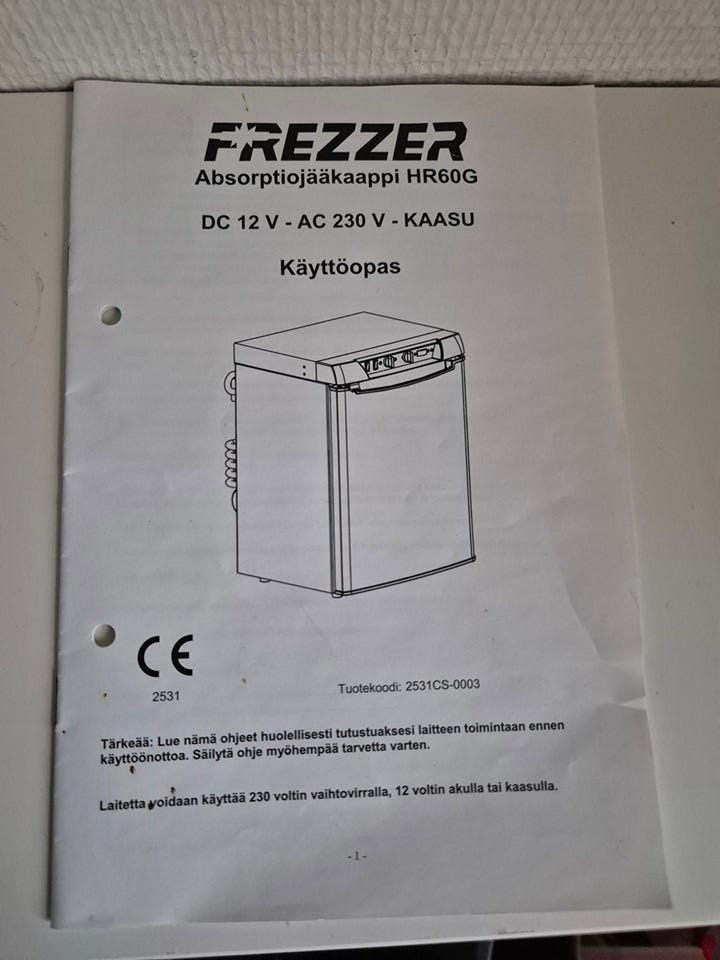 FREZZER
Absorptiojääkaappi HR60G
DC 12 V - AC 230 V - KAASU
Käyttöopas
CE
2531
Tuotekoodi: 2531CS-0003
Tärkeää: Lue nämä ohjeet huolellisesti tutustuaksesi laitteen toimintaan ennen
käyttöönottoa. Säilytä ohje myöhempää tarvetta varten.
Laitetta voidaan käyttää 230 voltin vaihtovirralla, 12 voltin akulla tai kaasulla.
- 1 -